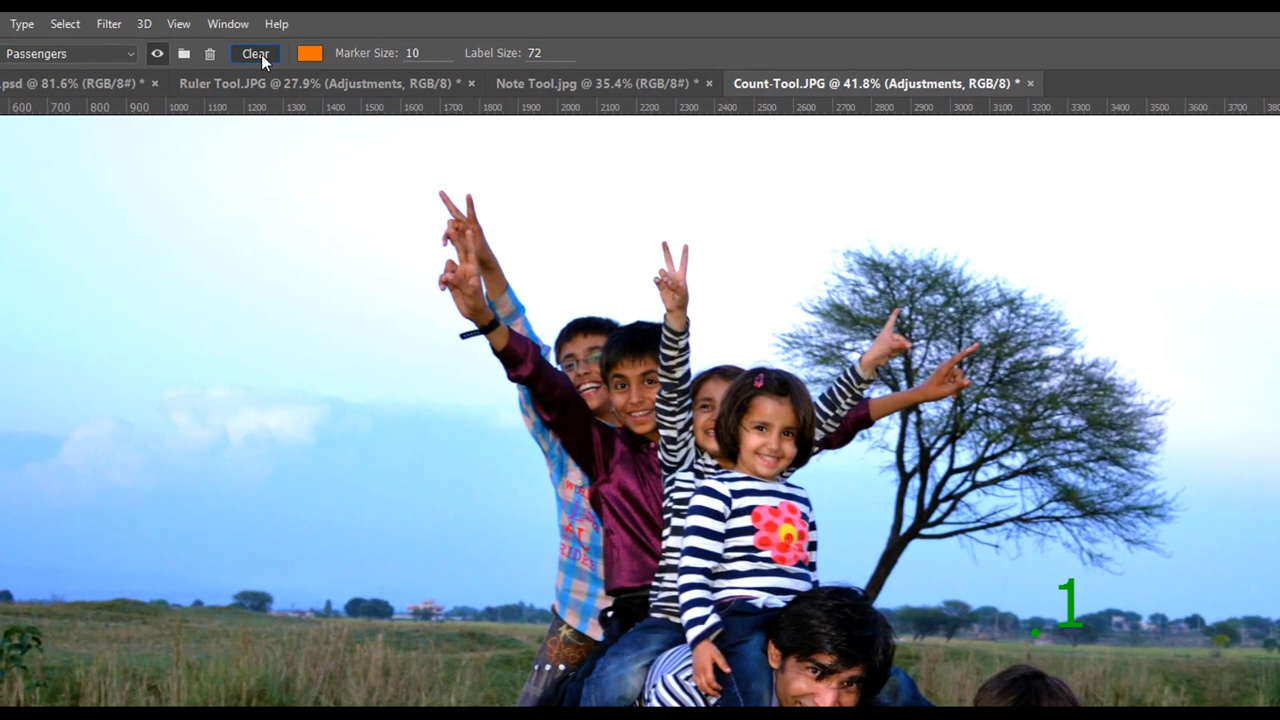 Type Select Filter 3D View Window Help
Passengers Clear Marker Size: 10 Label Size: 72
.psd @ 81.6% (RGB/8#) * × Ruler Tool.JPG @ 27.9% (Adjustments, RGB/8) * × Note Tool.jpg @ 35.4% (RGB/8#) * × Count-Tool.JPG @ 41.8% (Adjustments, RGB/8) * ×
600 700 800 900 1000 1100 1200 1300 1400 1500 1600 1700 1800 1900 2000 2100 2200 2300 2400 2500 2600 2700 2800 2900 3000 3100 3200 3300 3400 3500 3600 3700 380
RIDES
1